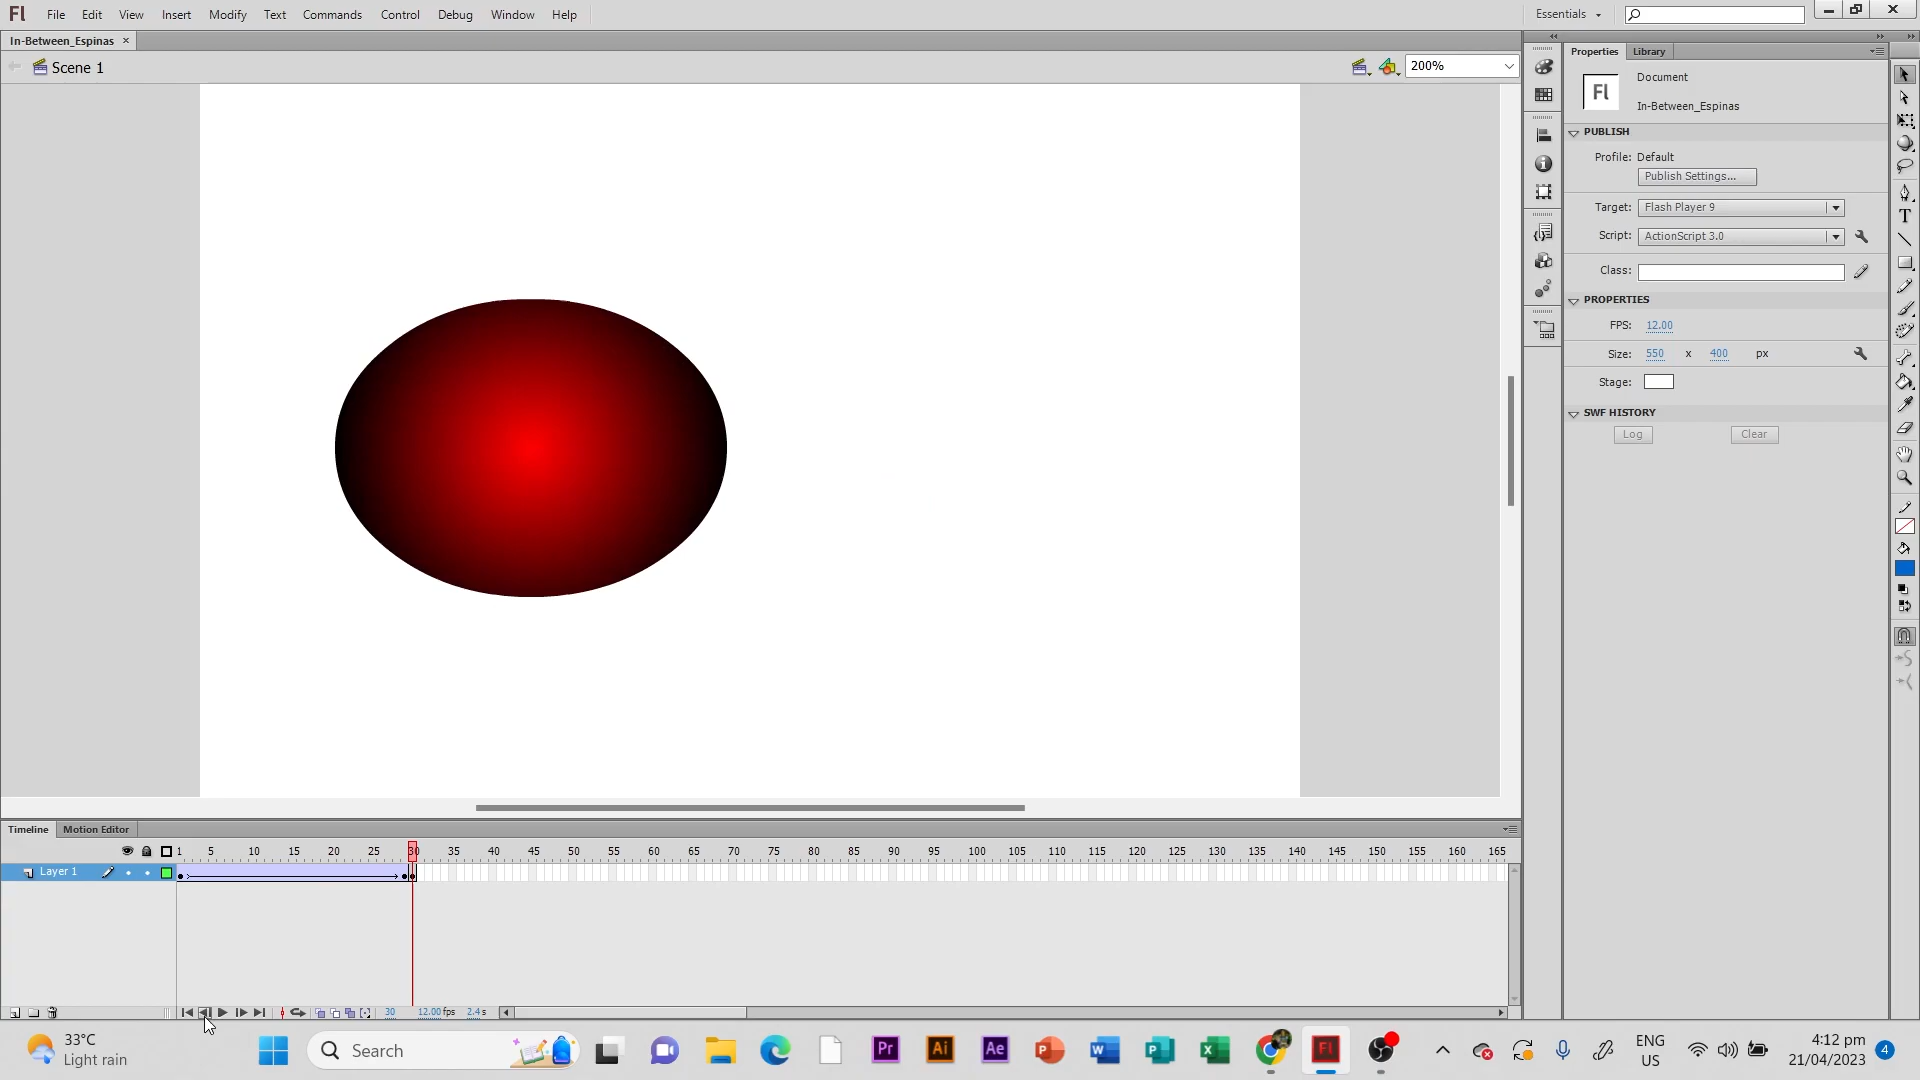 Fl File Edit View Insert Modify Text Commands Control Debug Window Help Essentials
In-Between_Espinas ×
Scene 1
200%
Properties Library
Document
Fl
In-Between_Espinas
PUBLISH
Profile: Default
Publish Settings...
Target: Flash Player 9
Script: ActionScript 3.0
Class:
PROPERTIES
FPS: 12.00
Size: 550 x 400 px
Stage:
SWF HISTORY
Log Clear
Timeline Motion Editor
1 5 10 15 20 25 30 35 40 45 50 55 60 65 70 75 80 85 90 95 100 105 110 115 120 125 130 135 140 145 150 155 160 165
Layer 1
30 12.00 fps 2.4 s
33°C
Light rain
Search
Pr Ai Ae P W P X Fl
ENG
US
4:12 pm
21/04/2023
4